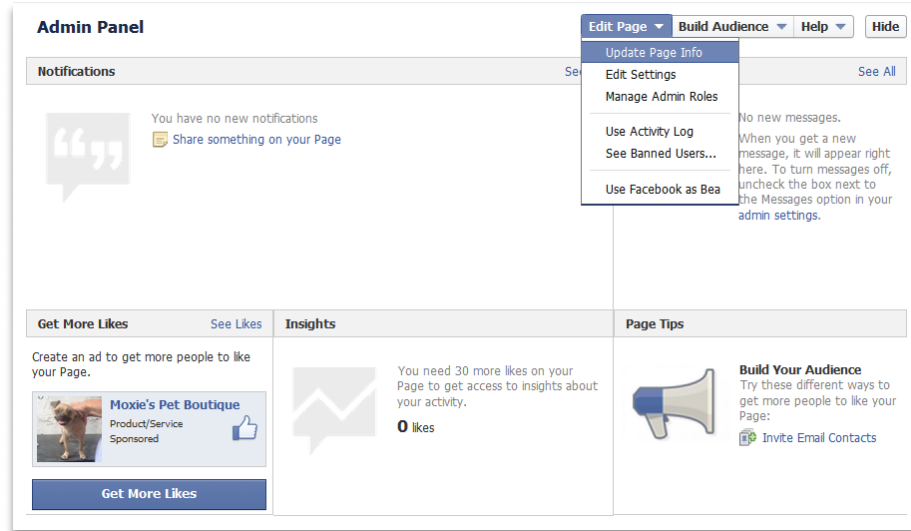 Admin Panel
Edit Page
Build Audience
Help
Hide
Update Page Info
Edit Settings
Manage Admin Roles
Use Activity Log
See Banned Users...
Use Facebook as Bea
Notifications
See All
You have no new notifications
Share something on your Page
No new messages.
When you get a new
message, it will appear right
here. To turn messages off,
uncheck the box next to
the Messages option in your
admin settings.
Get More Likes
See Likes
Create an ad to get more people to like
your Page.
Moxie's Pet Boutique
Product/Service
Sponsored
Get More Likes
Insights
You need 30 more likes on your
Page to get access to insights about
your activity.
0 likes
Page Tips
Build Your Audience
Try these different ways to
get more people to like your
Page:
Invite Email Contacts